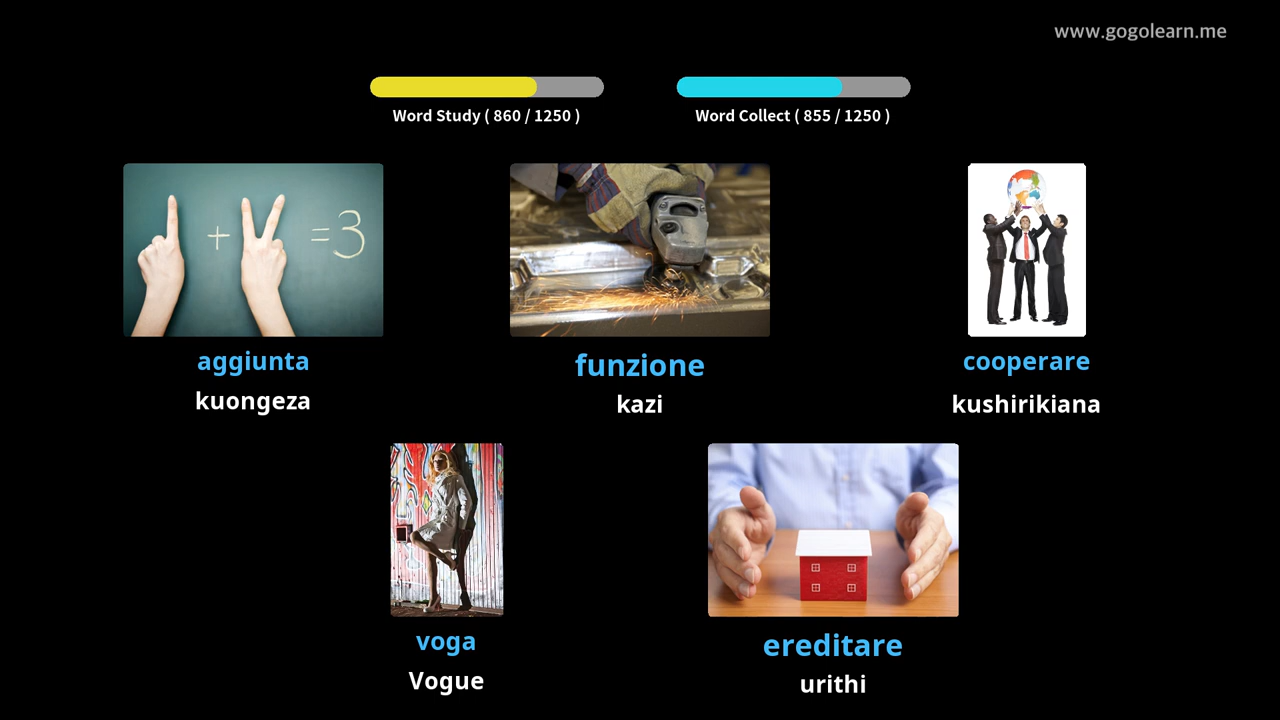 www.gogolearn.me
Word Study ( 860 / 1250 )
Word Collect ( 855 / 1250 )
+ =3
aggiunta
kuongeza
funzione
kazi
cooperare
kushirikiana
voga
Vogue
ereditare
urithi